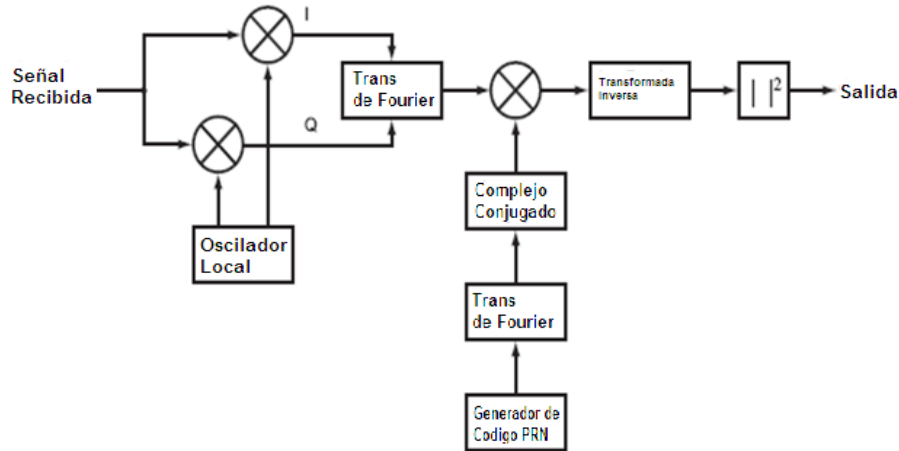 I
Señal
Recibida
Trans
de Fourier
Transformada
Inversa
| |²
Salida
Q
Complejo
Conjugado
Oscilador
Local
Trans
de Fourier
Generador de
Codigo PRN